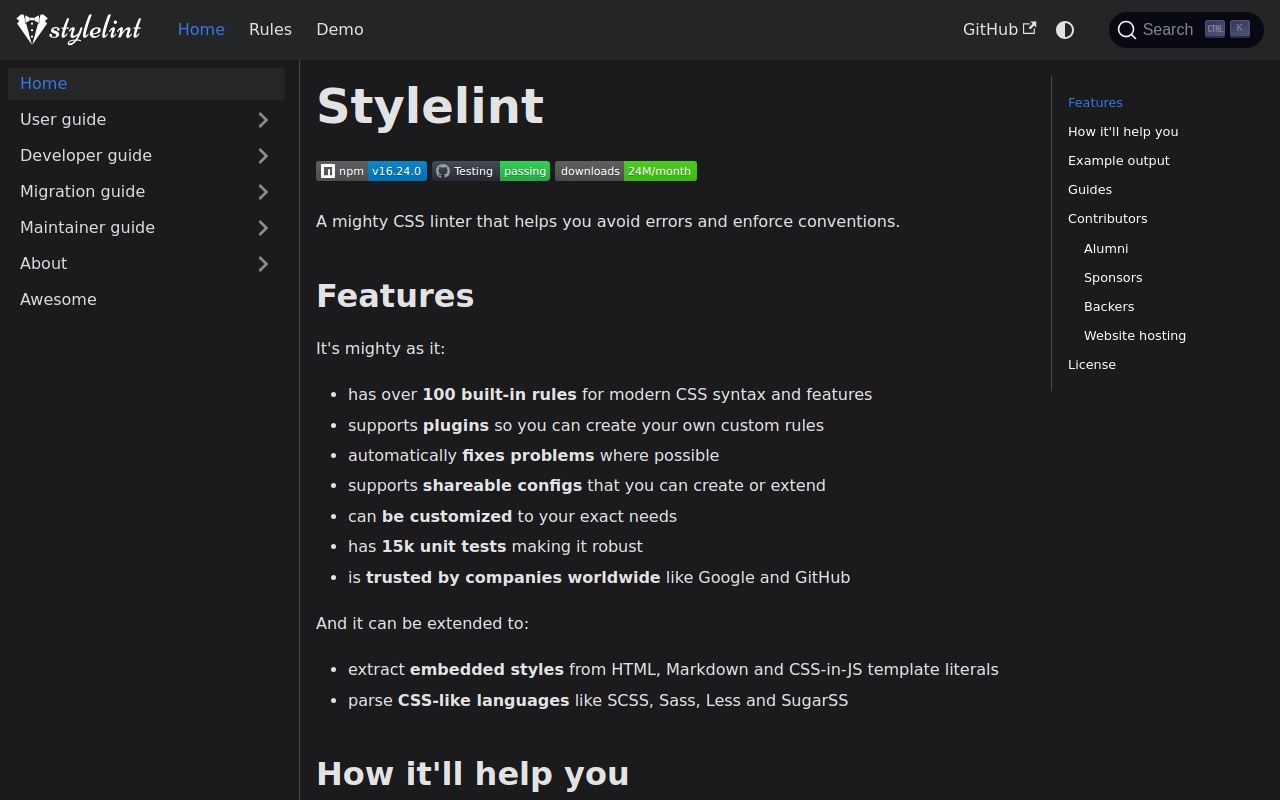 stylelint
Home Rules Demo
GitHub
Search CTRL K
Home
User guide
Developer guide
Migration guide
Maintainer guide
About
Awesome
Stylelint
npm v16.24.0 Testing passing downloads 24M/month
A mighty CSS linter that helps you avoid errors and enforce conventions.
Features
It's mighty as it:
has over 100 built-in rules for modern CSS syntax and features
supports plugins so you can create your own custom rules
automatically fixes problems where possible
supports shareable configs that you can create or extend
can be customized to your exact needs
has 15k unit tests making it robust
is trusted by companies worldwide like Google and GitHub
And it can be extended to:
extract embedded styles from HTML, Markdown and CSS-in-JS template literals
parse CSS-like languages like SCSS, Sass, Less and SugarSS
How it'll help you
Features
How it'll help you
Example output
Guides
Contributors
Alumni
Sponsors
Backers
Website hosting
License